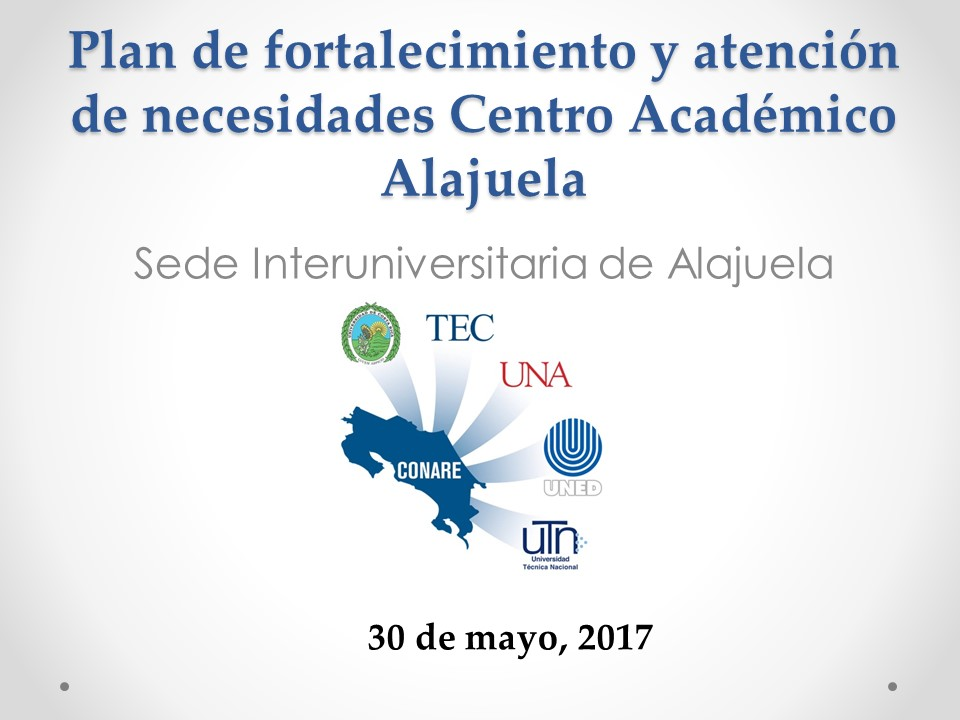 Plan de fortalecimiento y atención
de necesidades Centro Académico
Alajuela
Sede Interuniversitaria de Alajuela
TEC
UNA
CONARE
UNED
UTN
Universidad
Técnica Nacional
30 de mayo, 2017